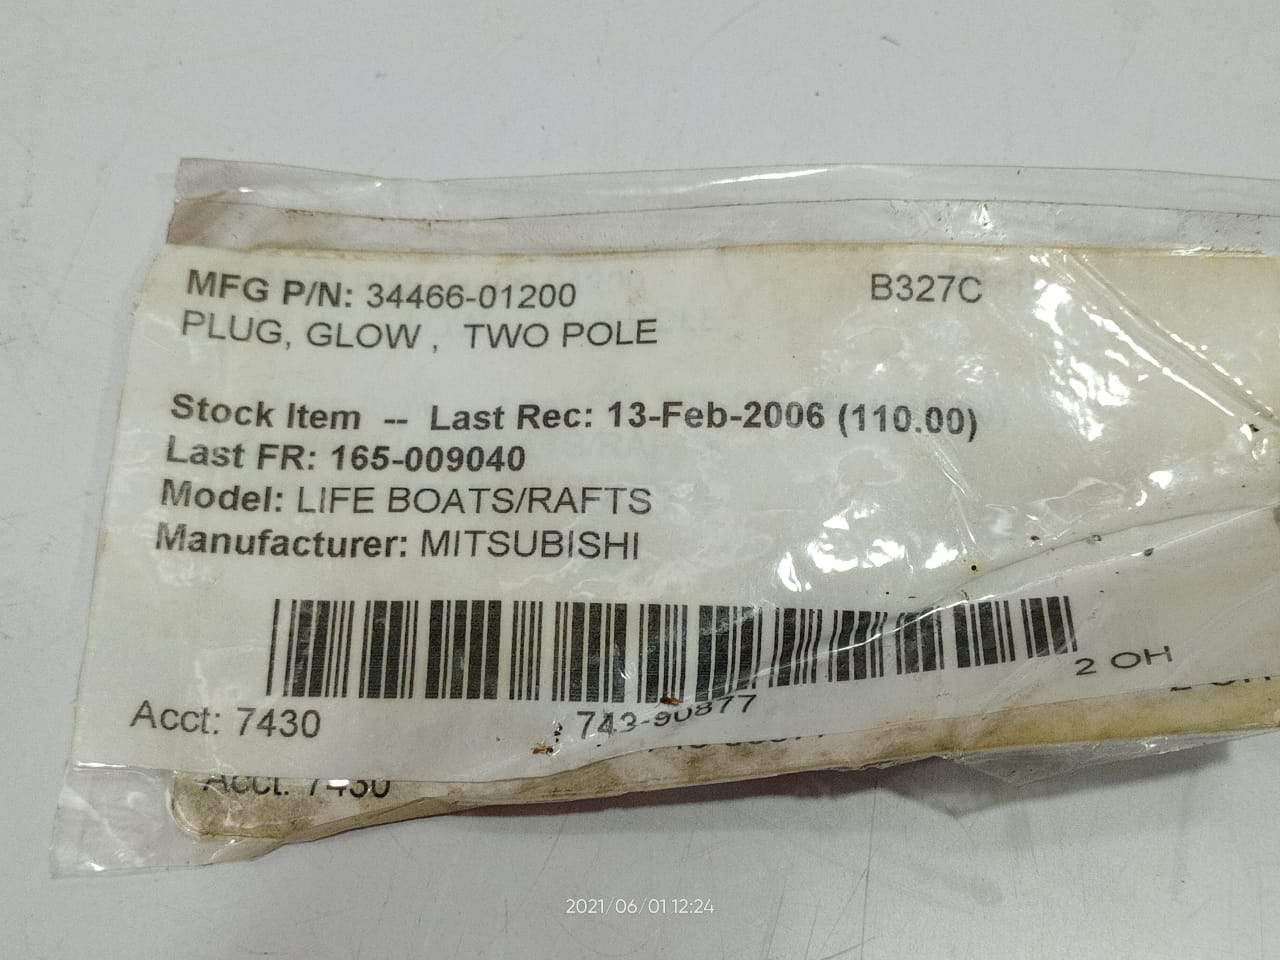 MFG P/N: 34466-01200 B327C
PLUG, GLOW , TWO POLE
Stock Item -- Last Rec: 13-Feb-2006 (110.00)
Last FR: 165-009040
Model: LIFE BOATS/RAFTS
Manufacturer: MITSUBISHI
2 OH
Acct: 7430 743-90877
Acct: 7430
2021/06/01 12:24